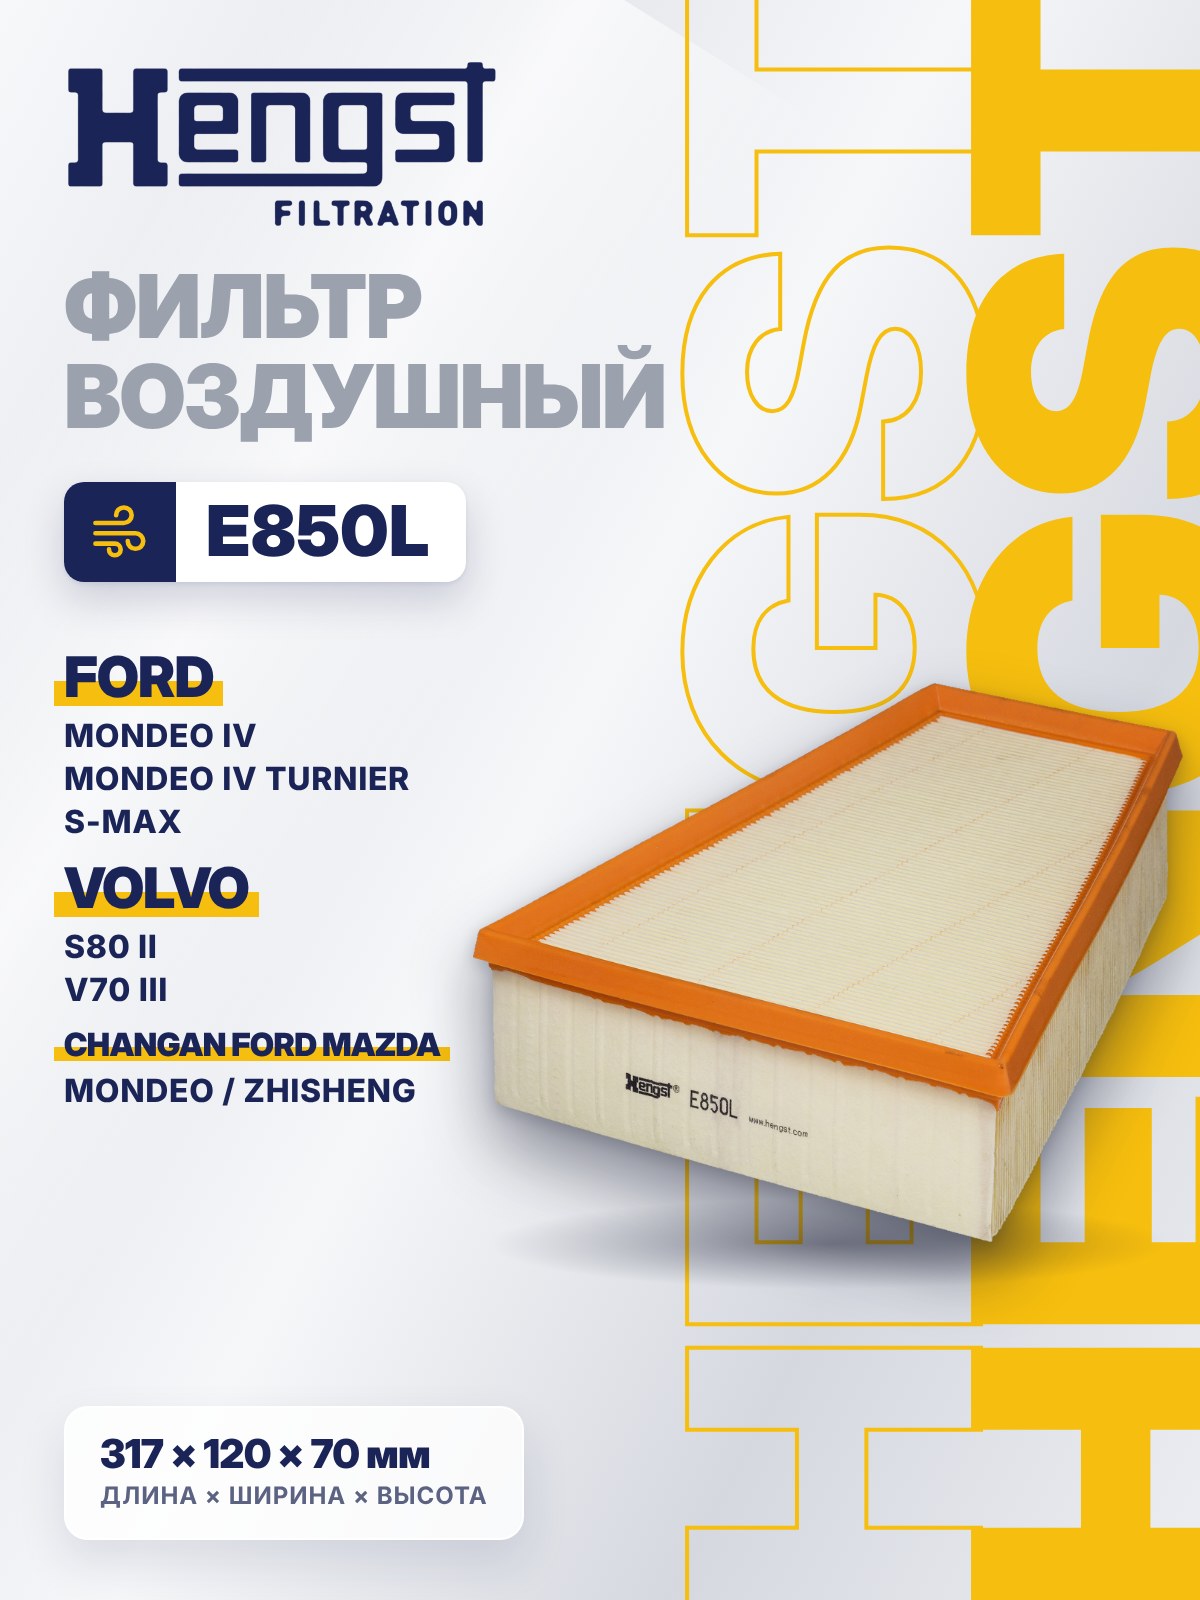 Hengst
FILTRATION
ФИЛЬТР
ВОЗДУШНЫЙ
E850L
FORD
MONDEO IV
MONDEO IV TURNIER
S-MAX
VOLVO
S80 II
V70 III
CHANGAN FORD MAZDA
MONDEO / ZHISHENG
Hengst® E850L www.hengst.com
317 × 120 × 70 мм
ДЛИНА × ШИРИНА × ВЫСОТА
HENGST
HENGST